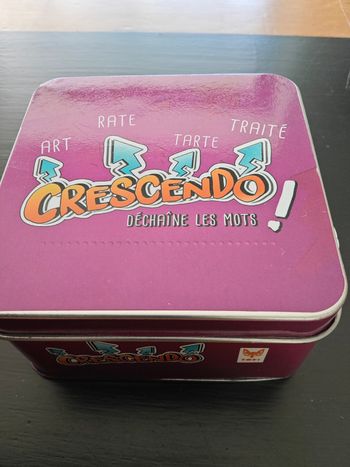 ART
RATE
TARTE
TRAITÉ
CRESCENDO!
DÉCHAÎNE LES MOTS
CRESCENDO